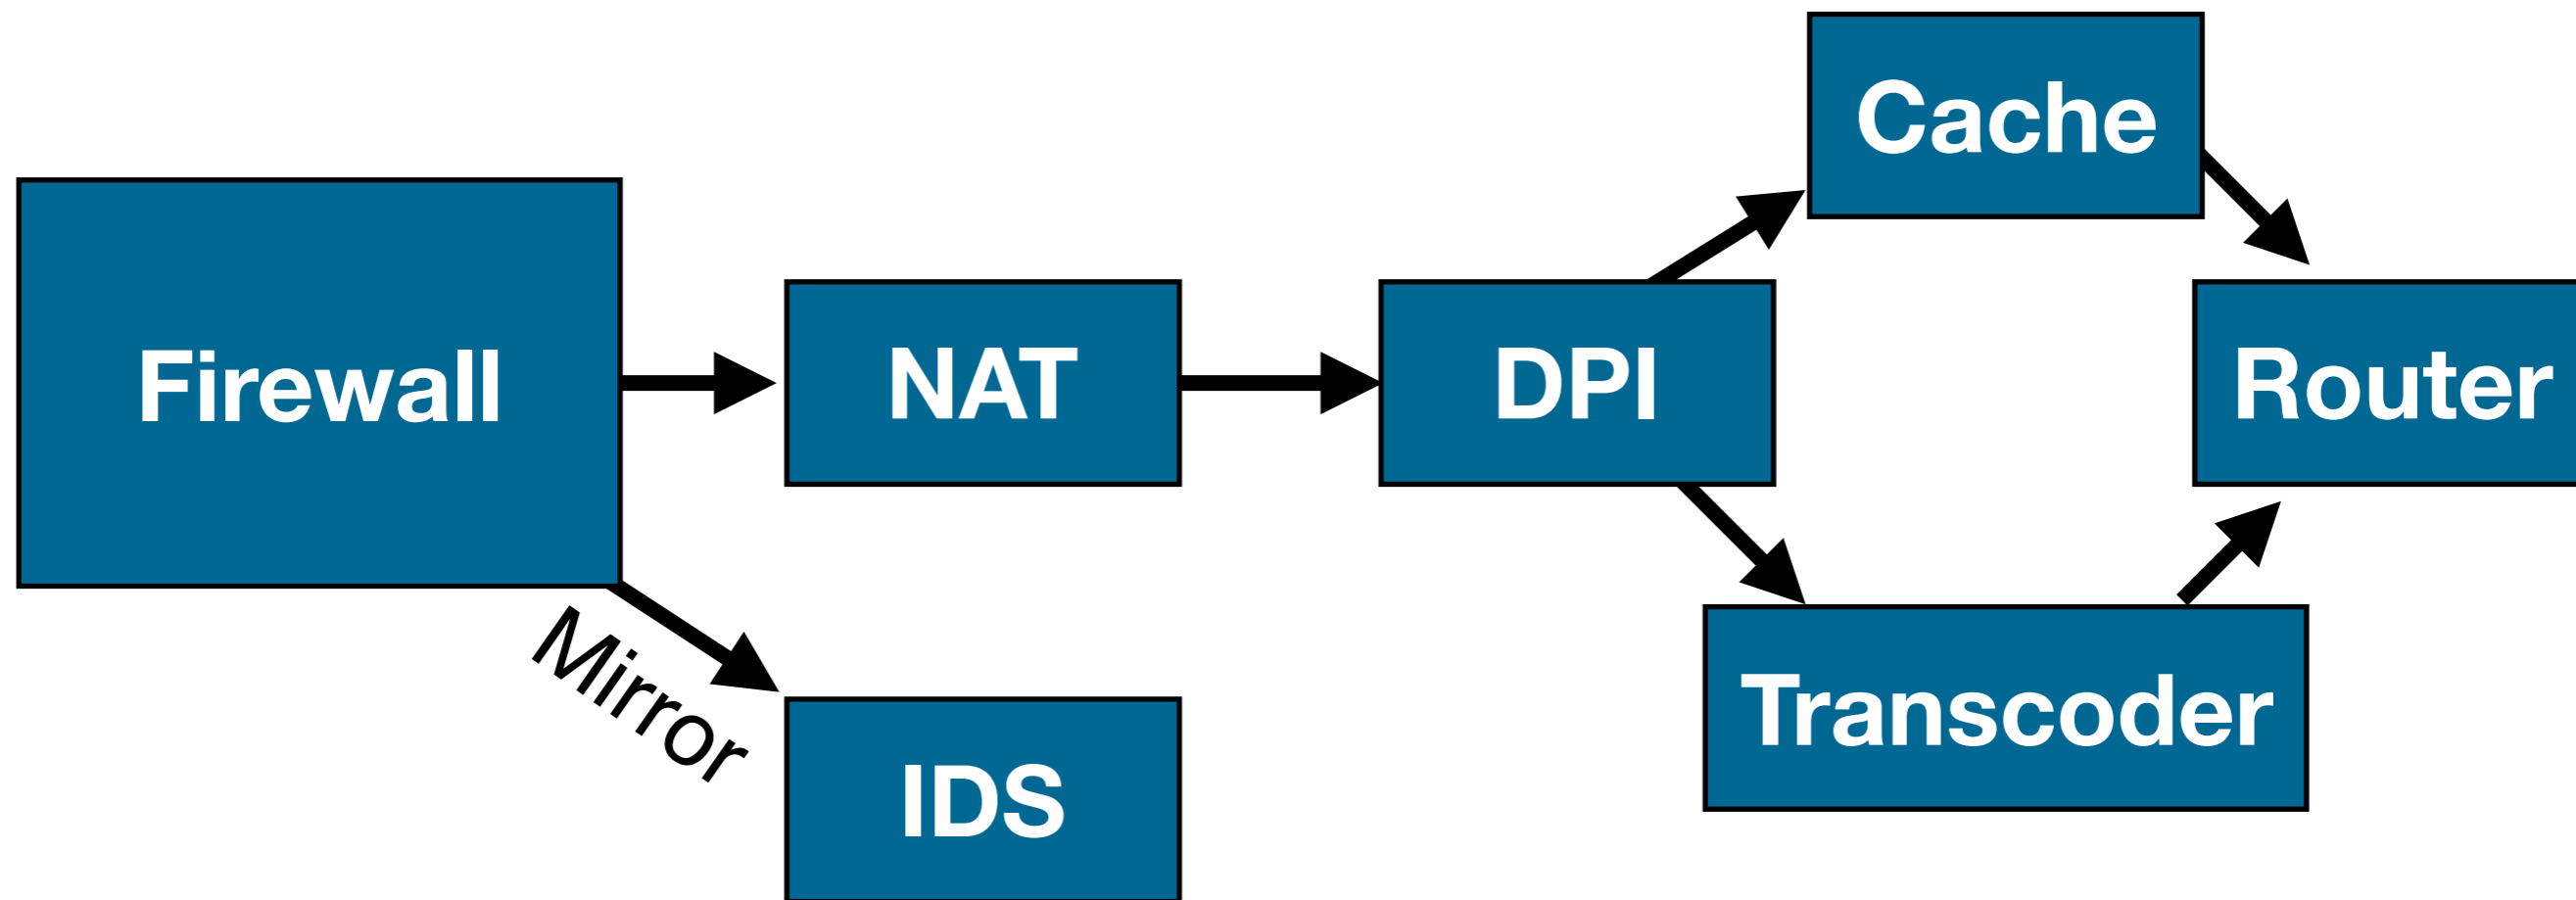 Cache
Firewall
NAT
DPI
Router
Mirror
Transcoder
IDS